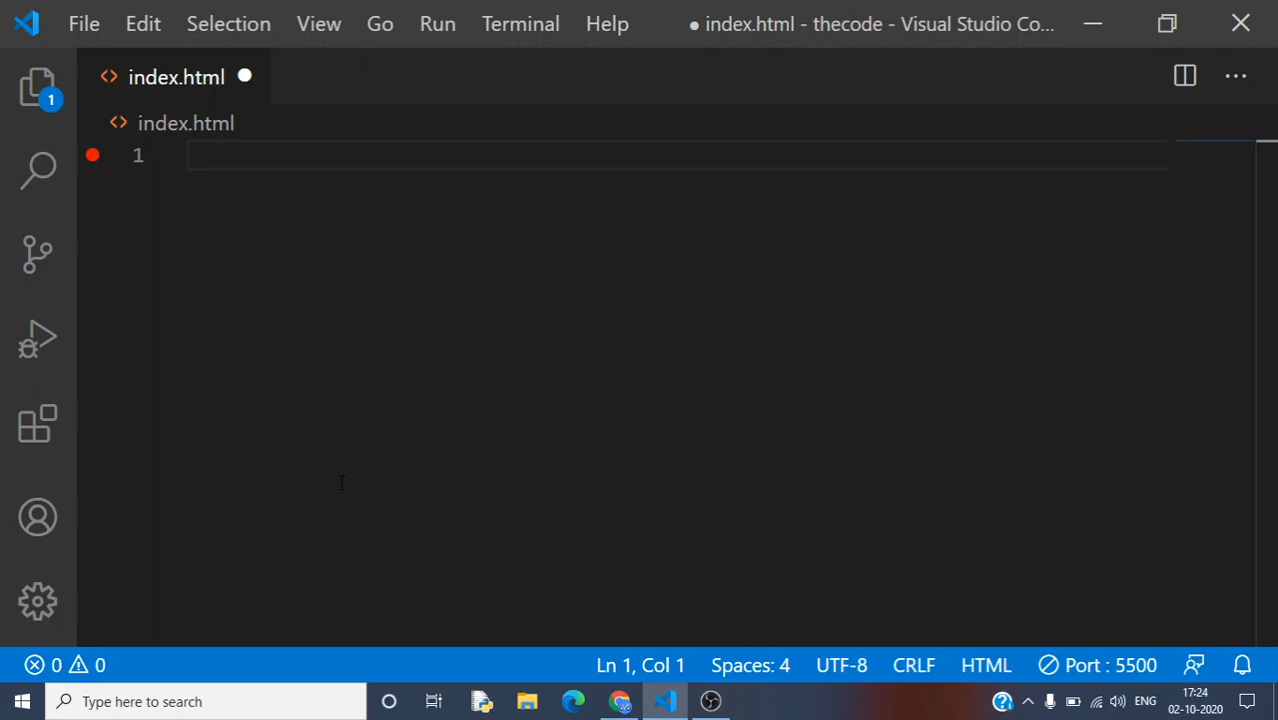 File Edit Selection View Go Run Terminal Help ● index.html - thecode - Visual Studio Co...
index.html
1
index.html
1
0 0 Ln 1, Col 1 Spaces: 4 UTF-8 CRLF HTML Port : 5500
Type here to search ENG 17:24
02-10-2020